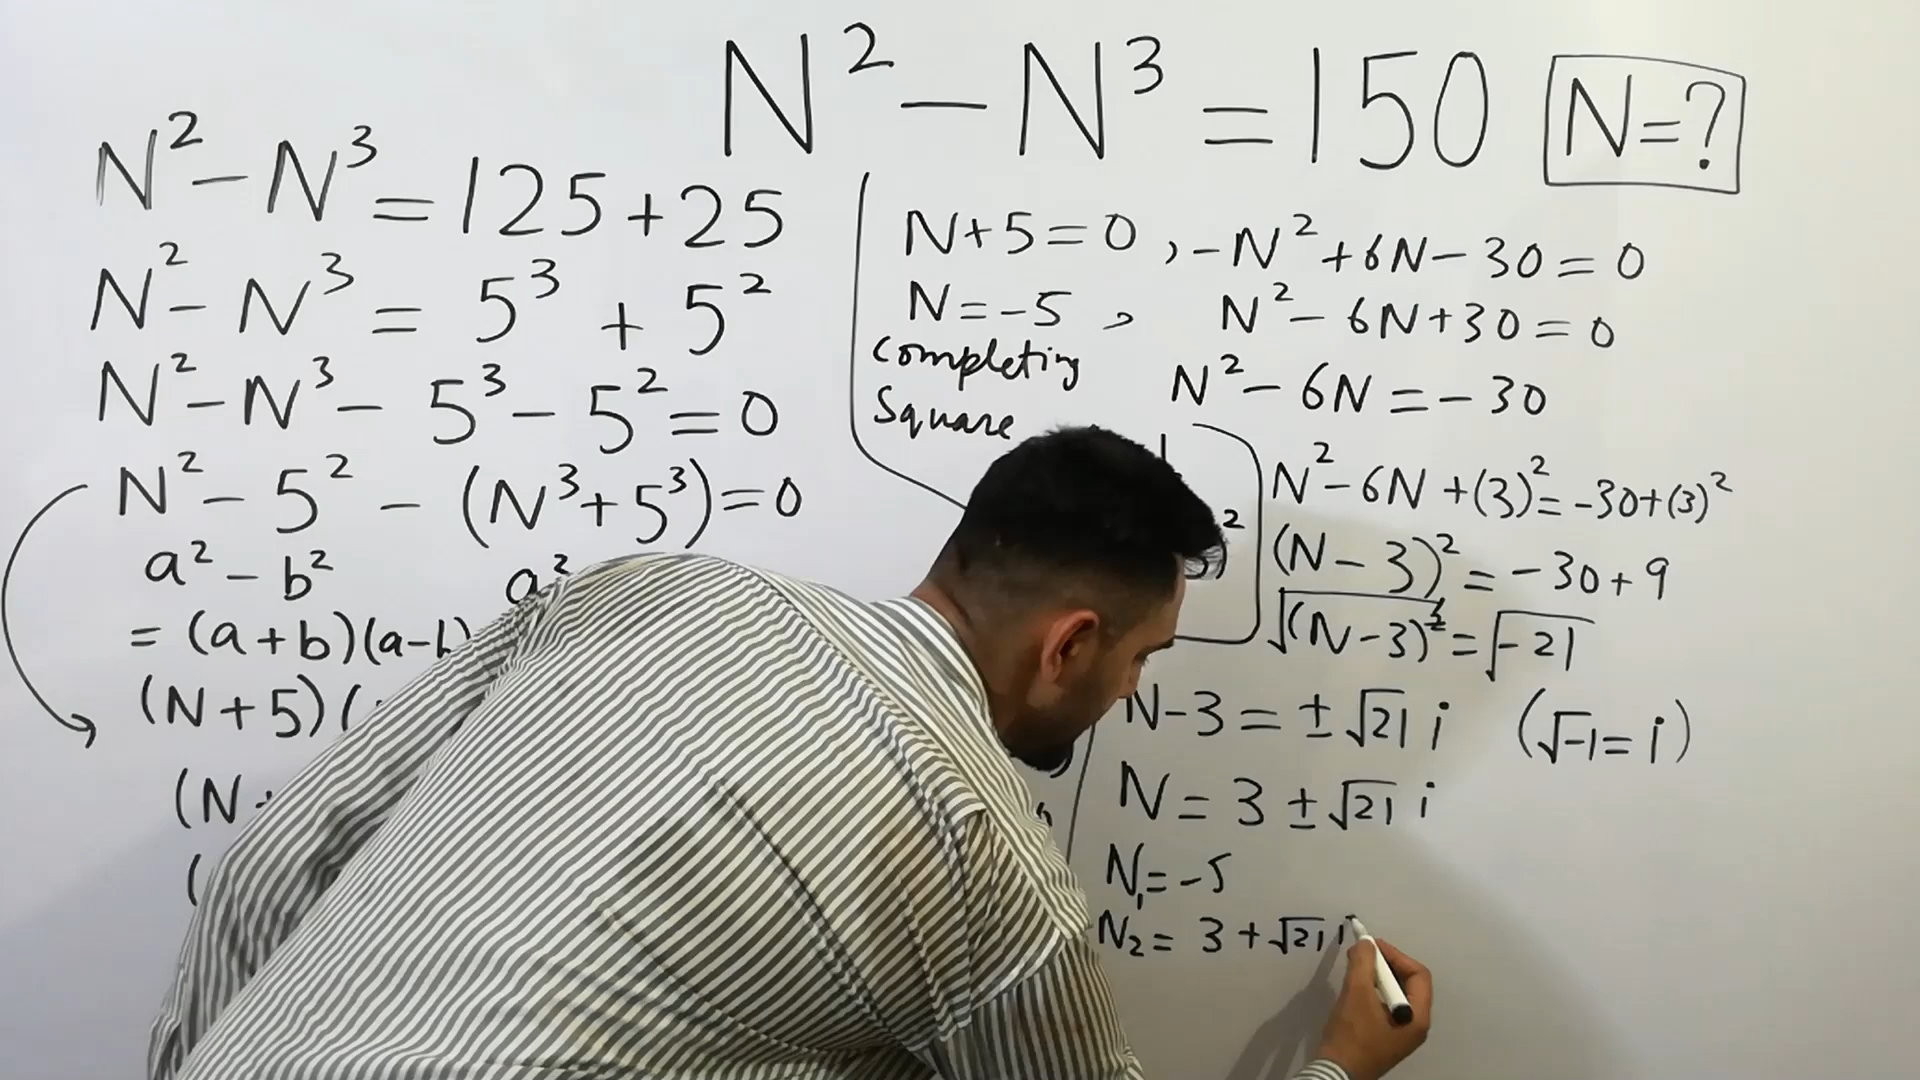 N² - N³ = 150 N=?
N² - N³ = 125 + 25
N² - N³ = 5³ + 5²
N² - N³ - 5³ - 5² = 0
N² - 5² - (N³ + 5³) = 0
a² - b² a³
= (a+b)(a-b)
(N+5)(
(N+
(
N+5=0 , -N²+6N-30=0
N=-5 , N²-6N+30=0
Completing
Square
N²-6N=-30
N²-6N+(3)²=-30+(3)²
(N-3)²=-30+9
√(N-3)²=√-21
N-3=±√21 i (√-1=i)
N=3±√21 i
N₁=-5
N₂=3+√21 i